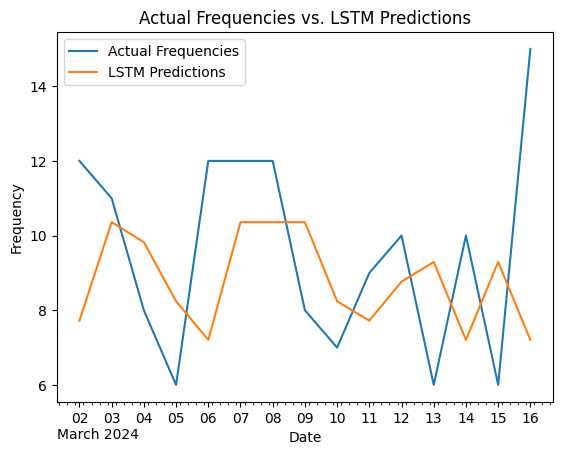 Actual Frequencies vs. LSTM Predictions
Actual Frequencies
LSTM Predictions
14
12
10
8
6
Frequency
02 03 04 05 06 07 08 09 10 11 12 13 14 15 16
March 2024
Date